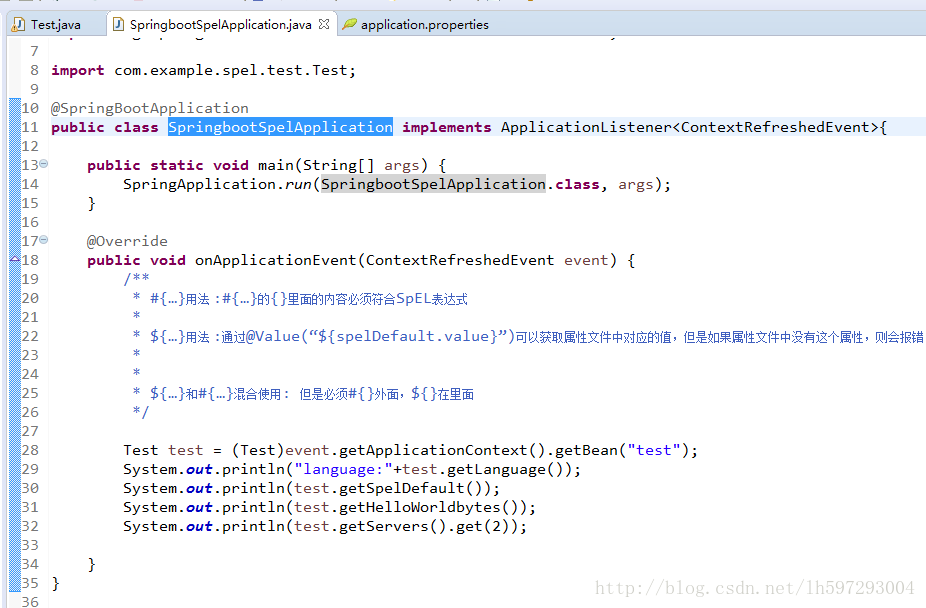 Test.java SpringbootSpelApplication.java application.properties
7
8 import com.example.spel.test.Test;
9
10 @SpringBootApplication
11 public class SpringbootSpelApplication implements ApplicationListener<ContextRefreshedEvent>{
12
13 public static void main(String[] args) {
14 SpringApplication.run(SpringbootSpelApplication.class, args);
15 }
16
17 @Override
18 public void onApplicationEvent(ContextRefreshedEvent event) {
19 /**
20 * #{…}用法 :#{…}的{}里面的内容必须符合SpEL表达式
21 *
22 * ${…}用法 :通过@Value(“${spelDefault.value}”)可以获取属性文件中对应的值，但是如果属性文件中没有这个属性，则会报错
23 *
24 *
25 * ${…}和#{…}混合使用： 但是必须#{}外面，${}在里面
26 */
27
28 Test test = (Test)event.getApplicationContext().getBean("test");
29 System.out.println("language:"+test.getLanguage());
30 System.out.println(test.getSpelDefault());
31 System.out.println(test.getHelloWorldbytes());
32 System.out.println(test.getServers().get(2));
33
34 }
35 }
36
http://blog.csdn.net/lh597293004